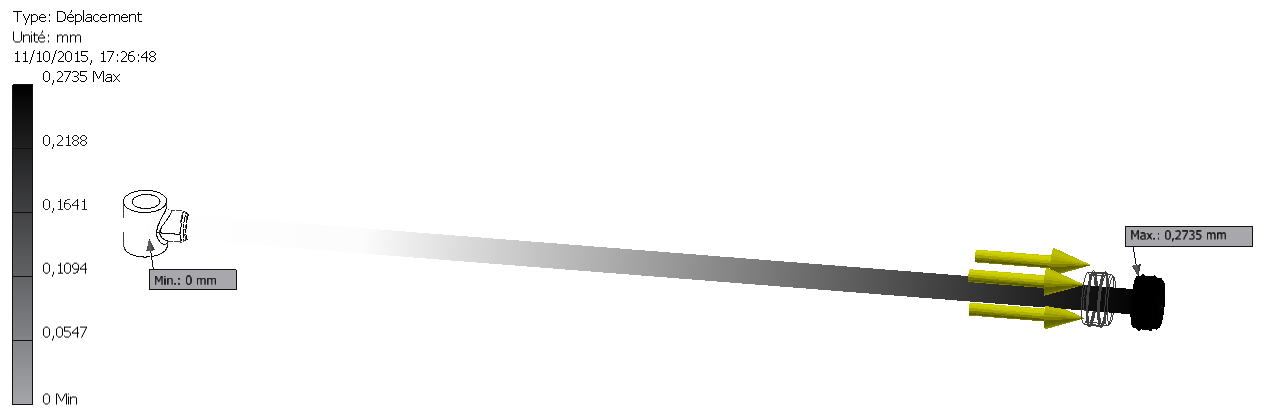 Type: Déplacement
Unité: mm
11/10/2015, 17:26:48
0,2735 Max
0,2188
0,1641
0,1094
0,0547
0 Min
Min.: 0 mm
Max.: 0,2735 mm